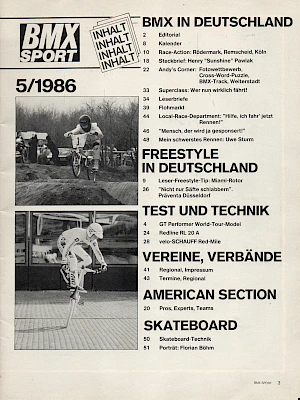 BMX
SPORT
INHALT
INHALT
INHALT
INHALT
5/1986
BMX IN DEUTSCHLAND
2 Editorial
8 Kalender
10 Race-Action: Rödermark, Remscheid, Köln
18 Steckbrief: Henry "Sunshine" Pawlak
22 Andy's Corner: Fotowettbewerb,
Cross-Word-Puzzle,
BMX-Track, Weiterstadt
33 Superclass: Wer nun wirklich fährt!
34 Leserbriefe
39 Flohmarkt
44 Local-Race-Department: "Hilfe, ich fahr' jetzt
Rennen!"
46 "Mensch, der wird ja gesponsert!"
48 Mein schwerstes Rennen: Uwe Sturm
FREESTYLE
IN DEUTSCHLAND
9 Leser-Freestyle-Tip: Miami-Rotor
36 "Nicht nur Säfte schlabbern".
Präventa Düsseldorf
TEST UND TECHNIK
4 GT Performer World-Tour-Model
24 Redline RL 20 A
28 velo-SCHAUFF Red-Mile
VEREINE, VERBÄNDE
41 Regional, Impressum
43 Termine, Regional
AMERICAN SECTION
20 Pros, Experts, Teams
SKATEBOARD
50 Skateboard-Technik
51 Porträt: Florian Böhm
3